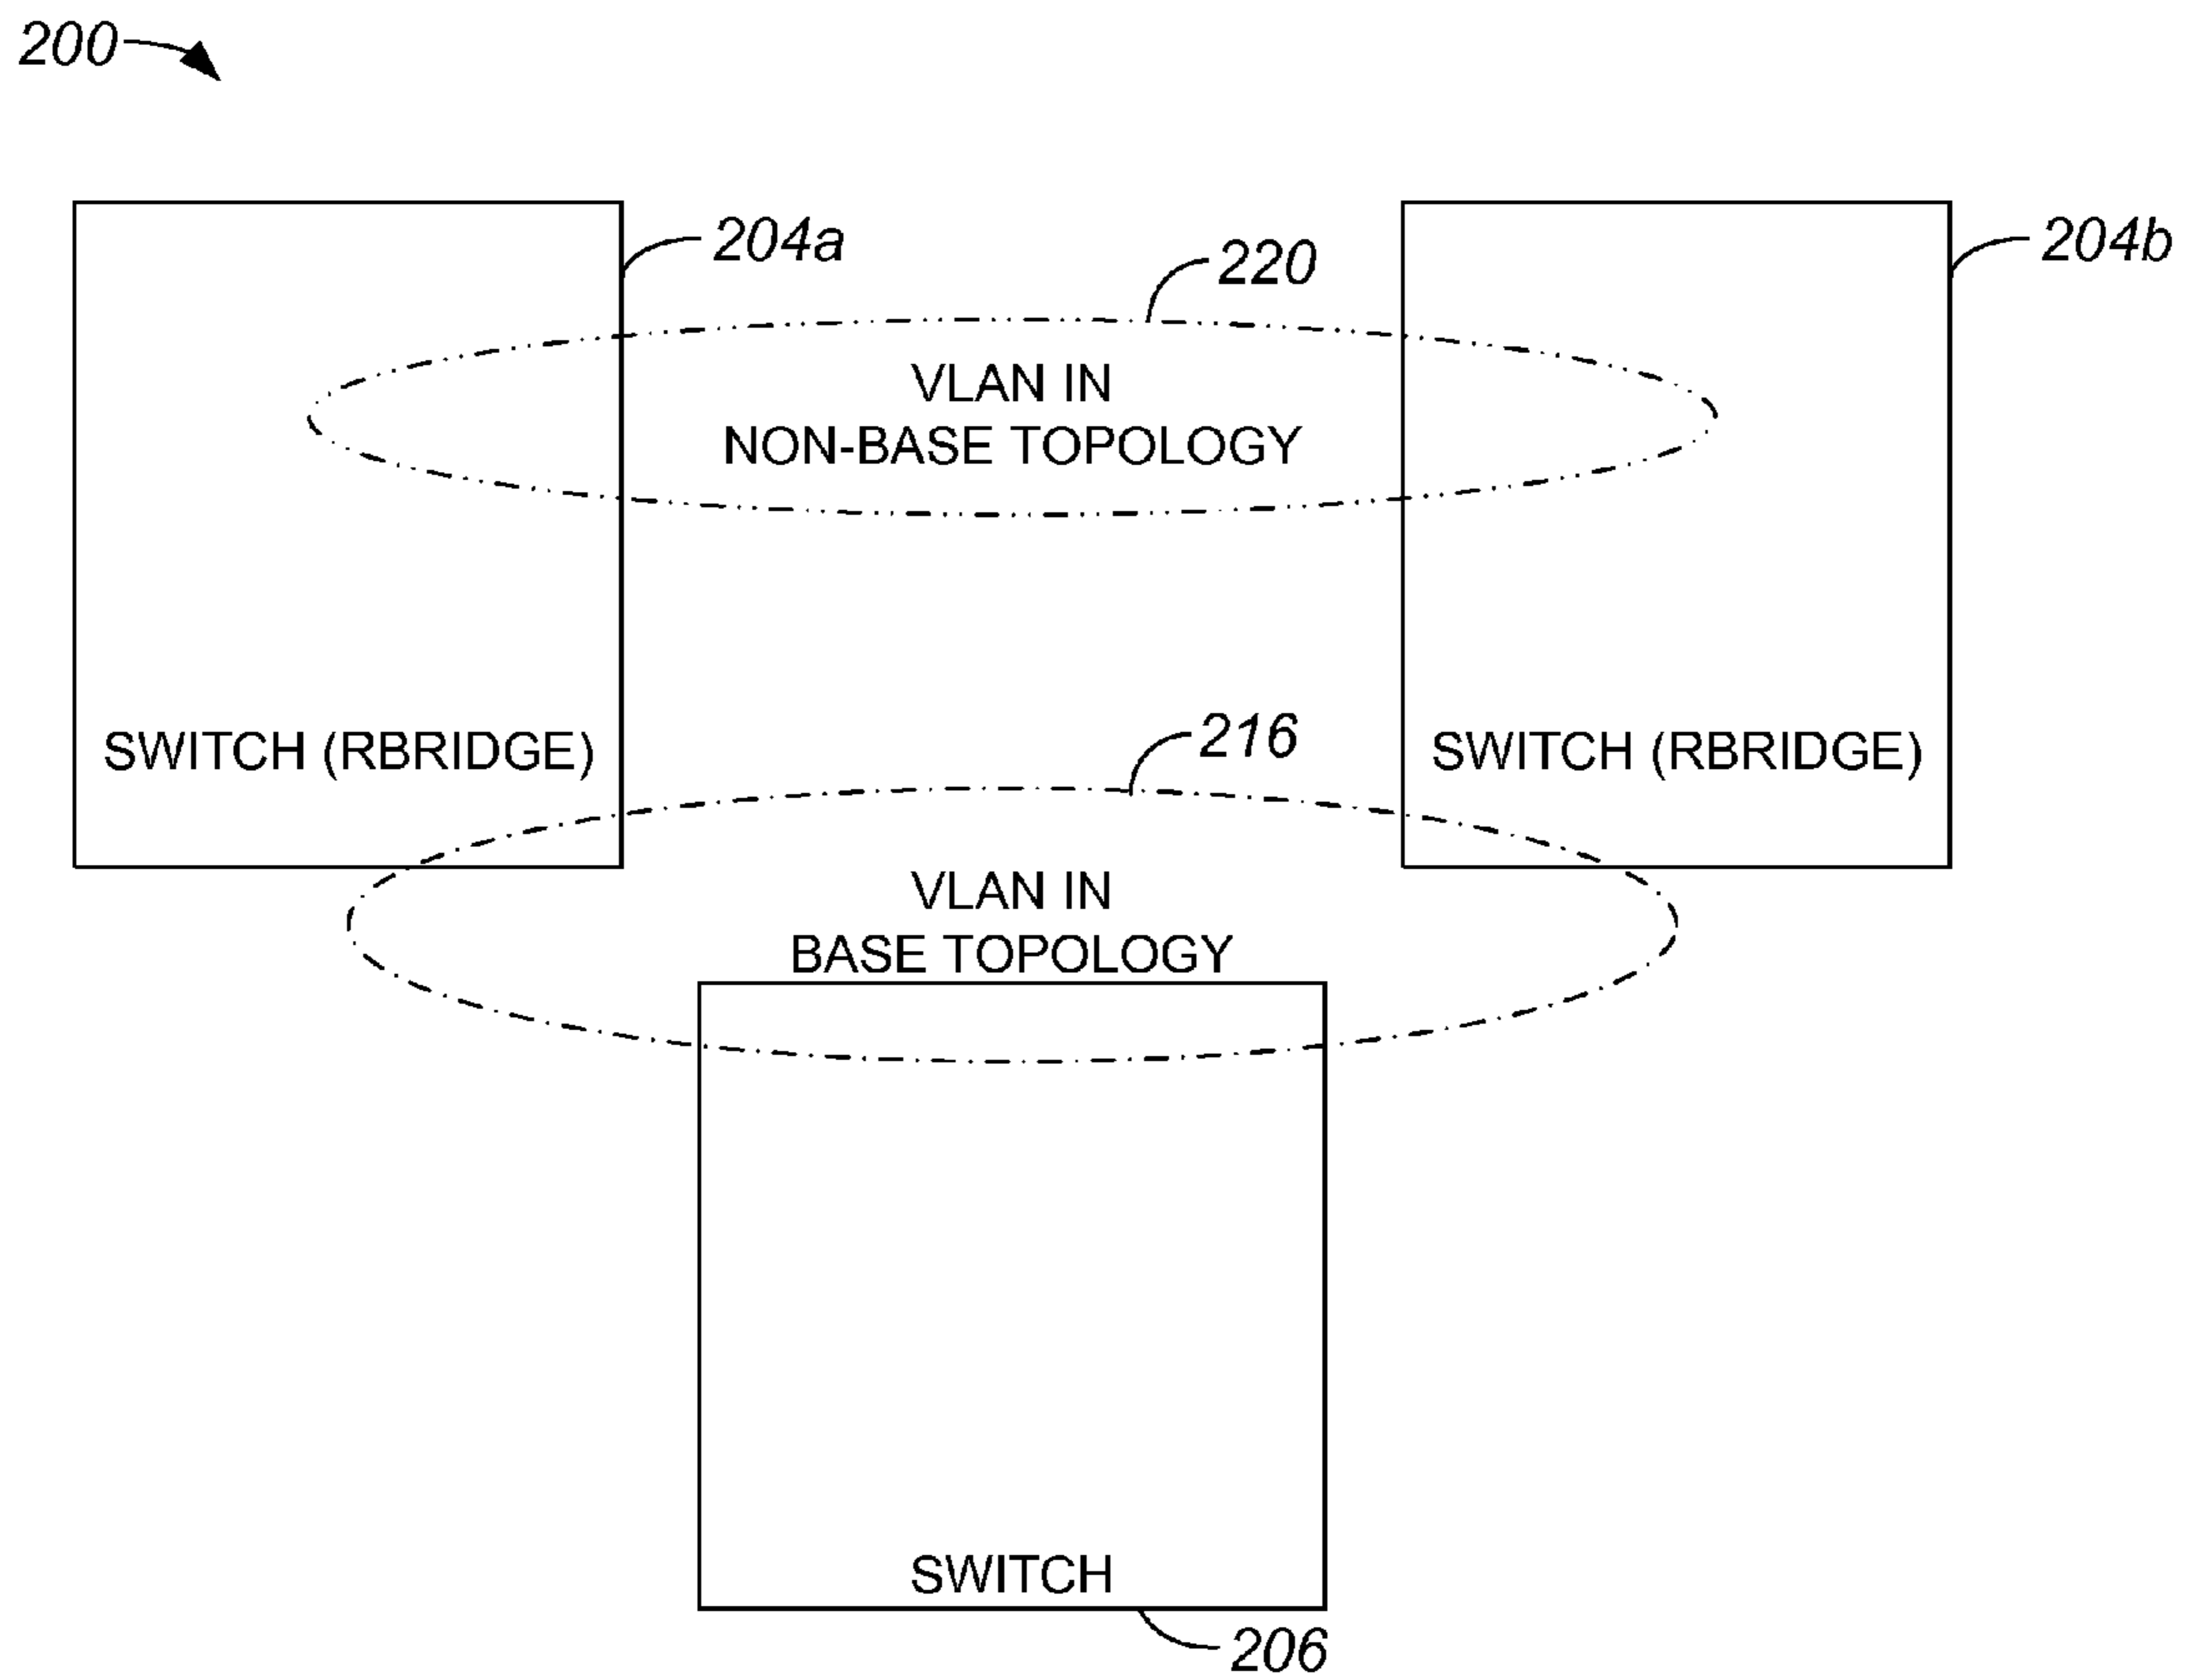 200
204a
220
204b
VLAN IN
NON-BASE TOPOLOGY
216
SWITCH (RBRIDGE)
SWITCH (RBRIDGE)
VLAN IN
BASE TOPOLOGY
SWITCH
206